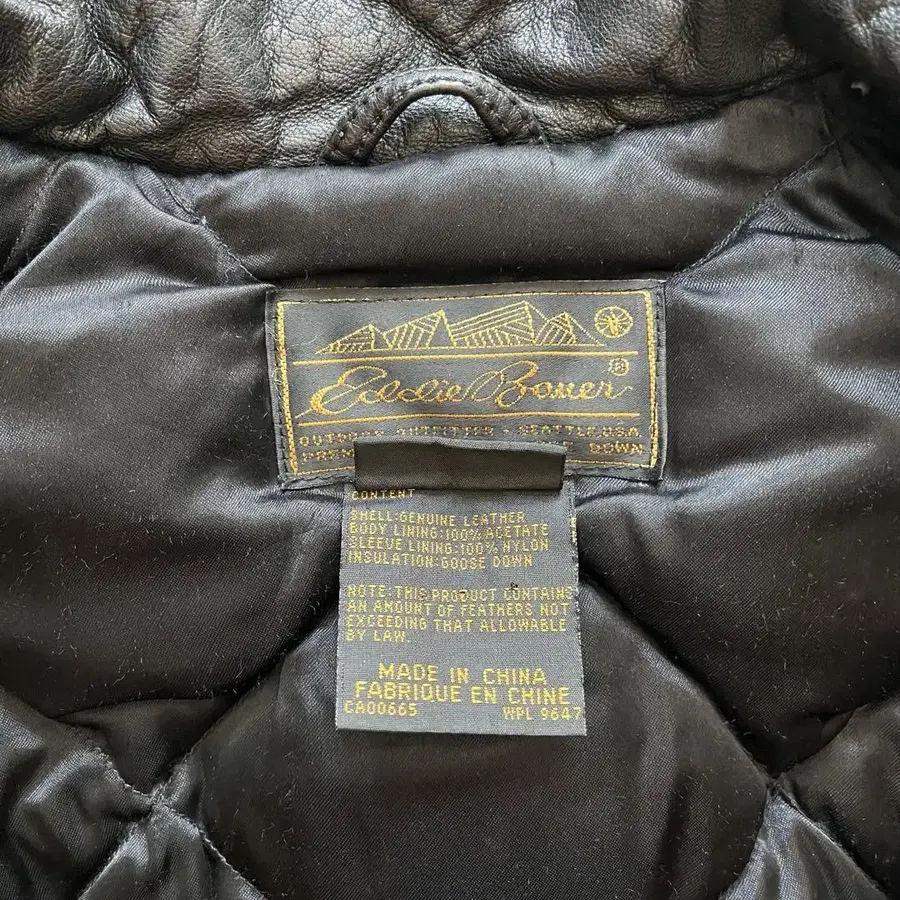 Eddie Bauer ®
OUTDOOR OUTFITTER • SEATTLE, U.S.A.
DOWN
CONTENT
SHELL:GENUINE LEATHER
BODY LINING:100% ACETATE
SLEEVE LINING:100% NYLON
INSULATION:GOOSE DOWN
NOTE:THIS PRODUCT CONTAINS
AN AMOUNT OF FEATHERS NOT
EXCEEDING THAT ALLOWABLE
BY LAW.
MADE IN CHINA
FABRIQUE EN CHINE
CA00665 WPL 9647